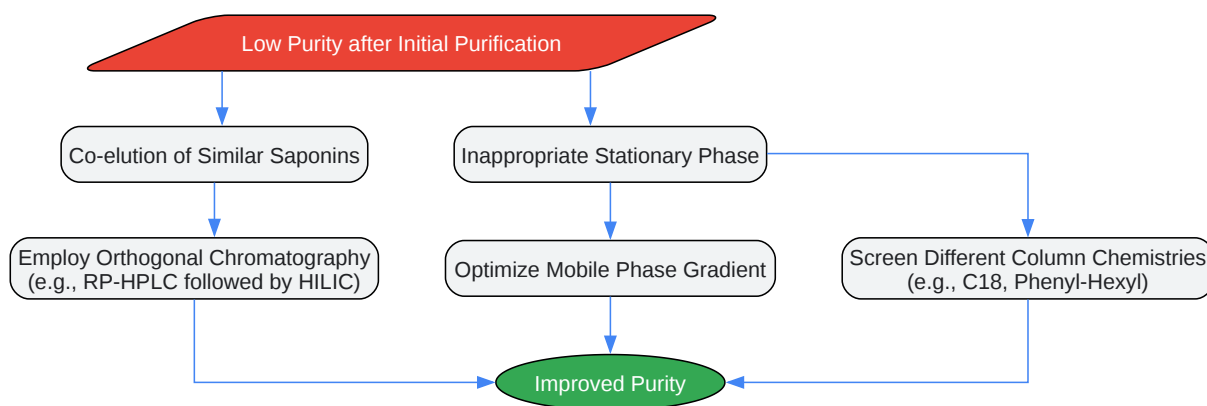 Low Purity after Initial Purification
Co-elution of Similar Saponins
Inappropriate Stationary Phase
Employ Orthogonal Chromatography
(e.g., RP-HPLC followed by HILIC)
Optimize Mobile Phase Gradient
Screen Different Column Chemistries
(e.g., C18, Phenyl-Hexyl)
Improved Purity